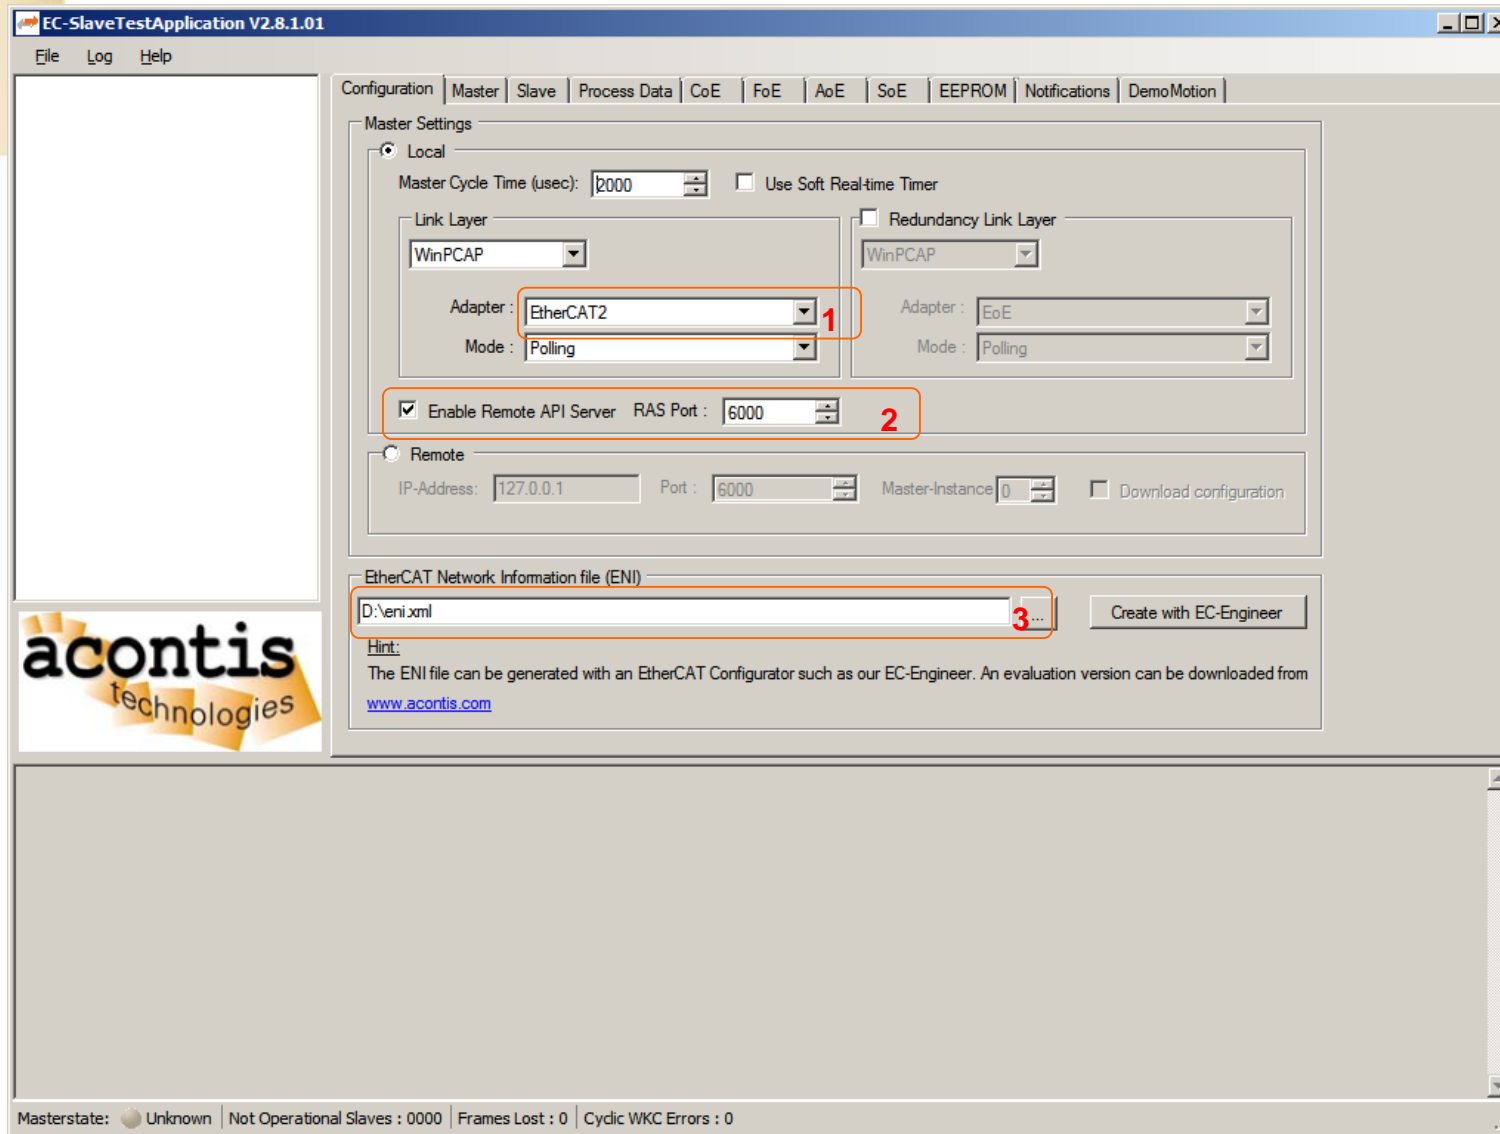 EC-SlaveTestApplication V2.8.1.01
File Log Help
Configuration Master Slave Process Data CoE FoE AoE SoE EEPROM Notifications DemoMotion
Master Settings
Local
Master Cycle Time (usec): 2000 Use Soft Real-time Timer
Link Layer Redundancy Link Layer
WinPCAP WinPCAP
Adapter : EtherCAT2 1 Adapter : EoE
Mode : Polling Mode : Polling
Enable Remote API Server RAS Port : 6000 2
Remote
IP-Address: 127.0.0.1 Port : 6000 Master-Instance 0 Download configuration
EtherCAT Network Information file (ENI)
D:\eni.xml 3 ... Create with EC-Engineer
Hint:
The ENI file can be generated with an EtherCAT Configurator such as our EC-Engineer. An evaluation version can be downloaded from
www.acontis.com
acontis
technologies
Masterstate: Unknown Not Operational Slaves : 0000 Frames Lost : 0 Cyclic WKC Errors : 0